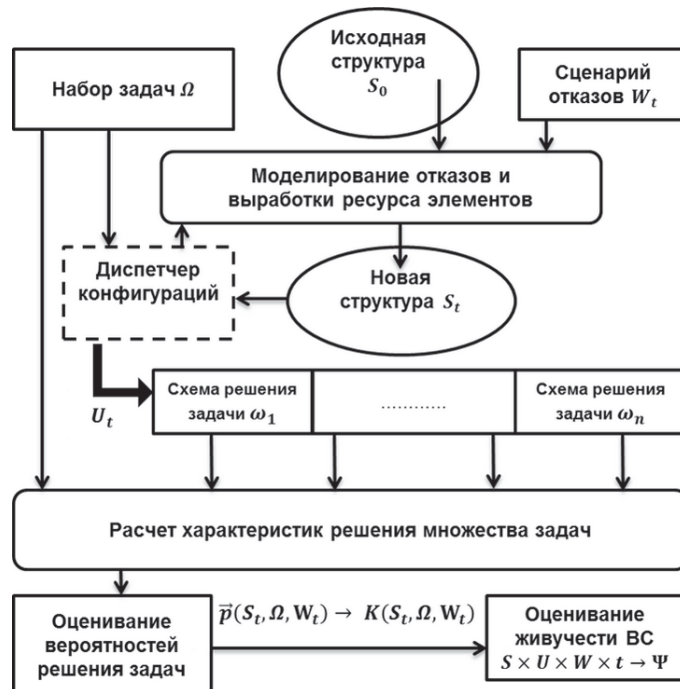 Исходная
структура
S₀
Набор задач Ω
Сценарий
отказов Wₜ
Моделирование отказов и
выработки ресурса элементов
Диспетчер
конфигураций
Новая
структура Sₜ
Uₜ
Схема решения
задачи ω₁
............
Схема решения
задачи ωₙ
Расчет характеристик решения множества задач
Оценивание
вероятностей
решения задач
p⃗(Sₜ, Ω, Wₜ) → K(Sₜ, Ω, Wₜ)
Оценивание
живучести ВС
S × U × W × t → Ψ